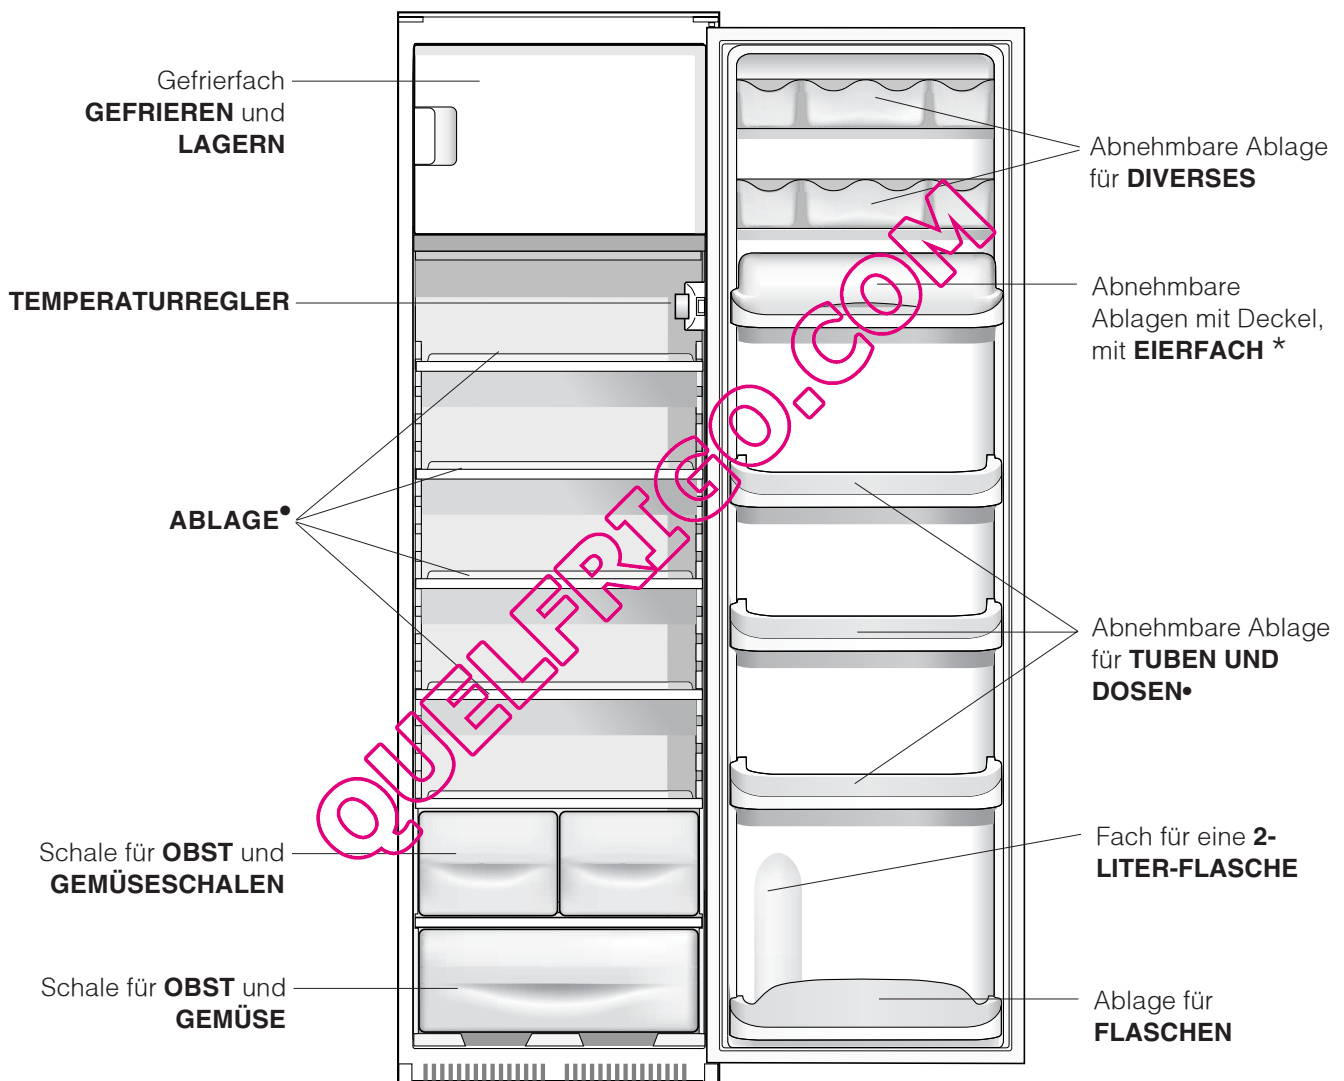 Gefrierfach
GEFRIEREN und
LAGERN
TEMPERATURREGLER
ABLAGE•
Schale für OBST und
GEMÜSESCHALEN
Schale für OBST und
GEMÜSE
Abnehmbare Ablage
für DIVERSES
Abnehmbare
Ablagen mit Deckel,
mit EIERFACH *
Abnehmbare Ablage
für TUBEN UND
DOSEN•
Fach für eine 2-
LITER-FLASCHE
Ablage für
FLASCHEN
QUELFRIGO.COM